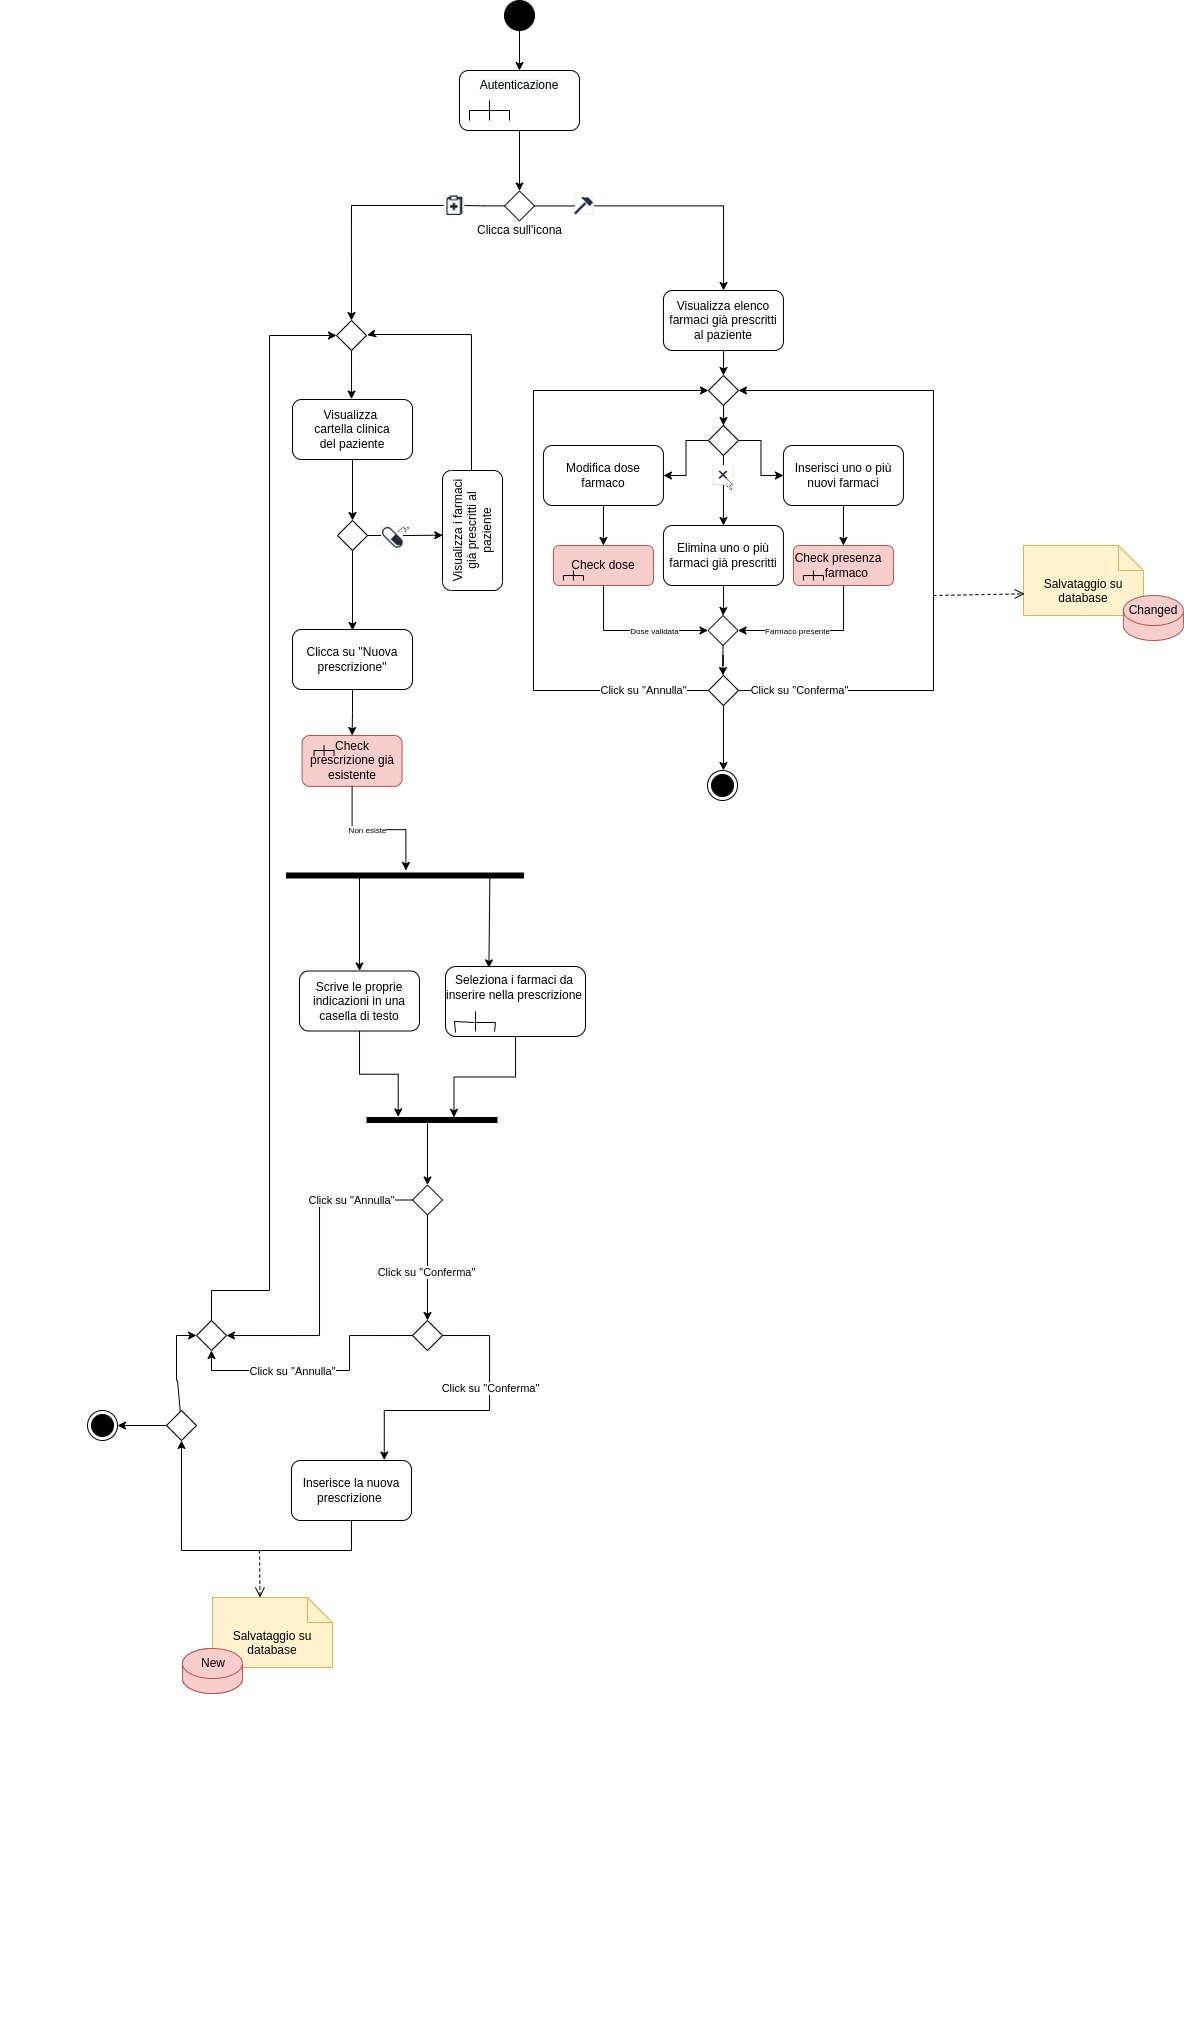 Autenticazione
Clicca sull'icona
Visualizza elenco
farmaci già prescritti
al paziente
Visualizza
cartella clinica
del paziente
Visualizza i farmaci
già prescritti al
paziente
Modifica dose
farmaco
Inserisci uno o più
nuovi farmaci
Check dose
Elimina uno o più
farmaci già prescritti
Check presenza
farmaco
Salvataggio su
database
Changed
Dose validata
Farmaco presente
Clicca su "Nuova
prescrizione"
Click su "Annulla"
Click su "Conferma"
Check
prescrizione già
esistente
Non esiste
Scrive le proprie
indicazioni in una
casella di testo
Seleziona i farmaci da
inserire nella prescrizione
Click su "Annulla"
Click su "Conferma"
Click su "Annulla"
Click su "Conferma"
Inserisce la nuova
prescrizione
Salvataggio su
database
New